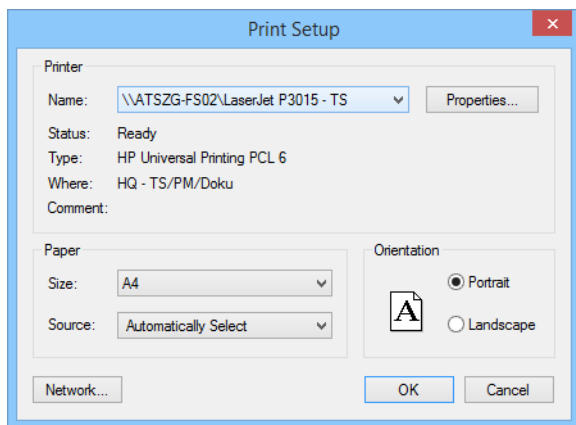 Print Setup
Printer
Name: \\ATSZG-FS02\LaserJet P3015 - TS Properties...
Status: Ready
Type: HP Universal Printing PCL 6
Where: HQ - TS/PM/Doku
Comment:
Paper
Size: A4
Source: Automatically Select
Orientation
A
Portrait
Landscape
Network... OK Cancel